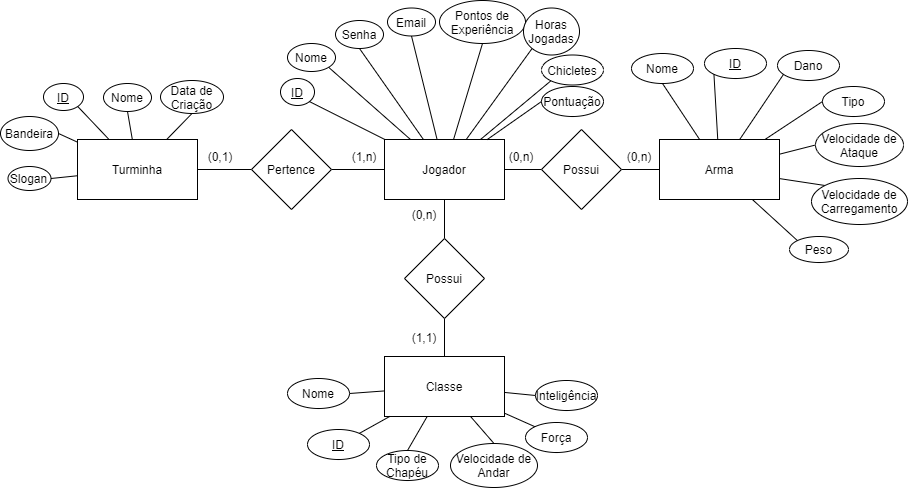 Pontos de
Experiência
Email
Senha
Horas
Jogadas
Nome
ID
Chicletes
Pontuação
ID
Nome
Data de
Criação
Bandeira
Slogan
Turminha
(0,1)
Pertence
(1,n)
Jogador
(0,n)
Possui
(0,n)
Arma
Nome
ID
Dano
Tipo
Velocidade de
Ataque
Velocidade de
Carregamento
Peso
(0,n)
Possui
(1,1)
Classe
Nome
ID
Tipo de
Chapéu
Velocidade de
Andar
Força
Inteligência